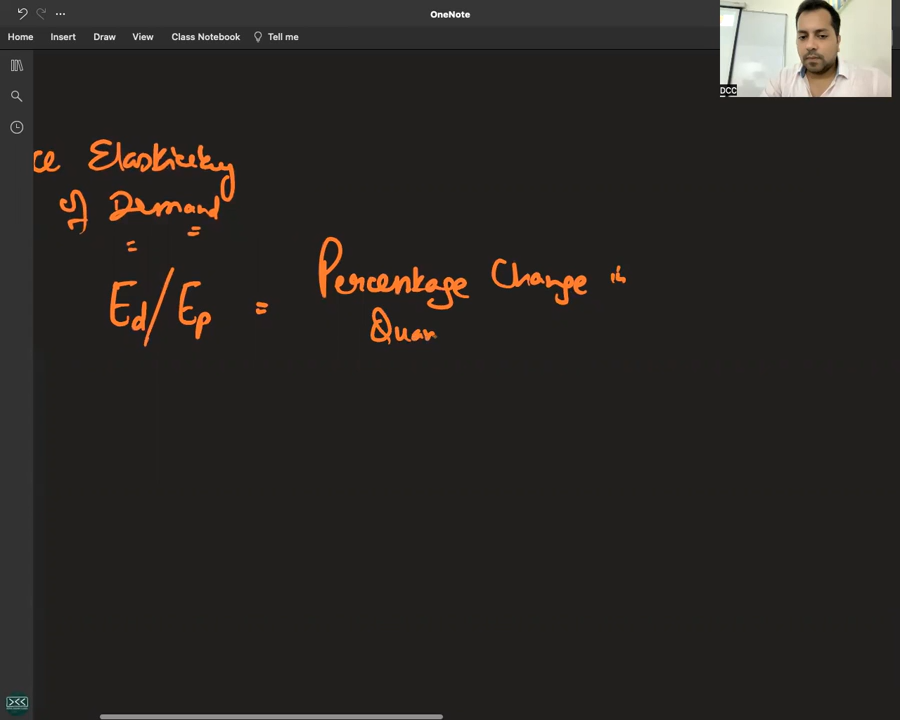 OneNote
Home Insert Draw View Class Notebook Tell me
DCC
ce Elasticity
of Demand
= =
Ed/Ep = Percentage Change in
Quan